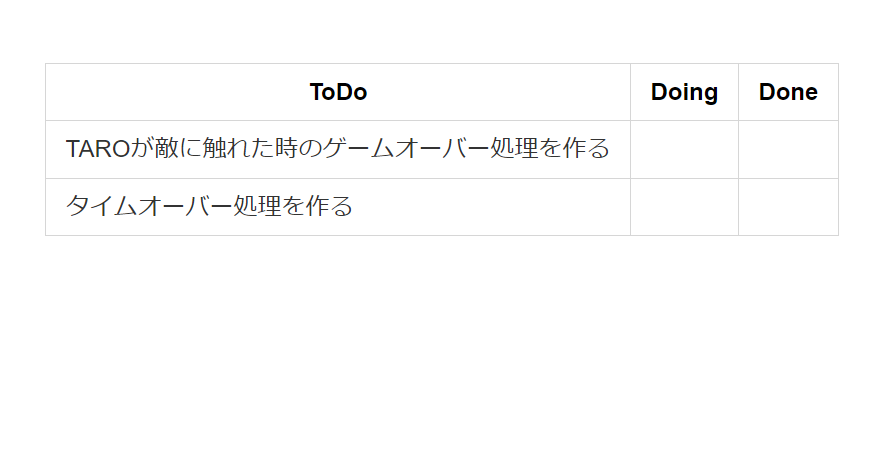 ToDo Doing Done
TAROが敵に触れた時のゲームオーバー処理を作る
タイムオーバー処理を作る